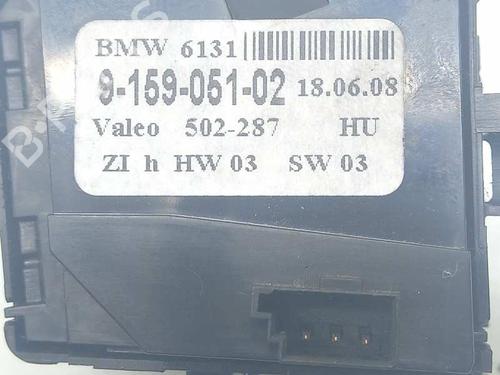 BMW 6131
9-159-051-02 18.06.08
Valeo 502-287 HU
ZI h HW 03 SW 03